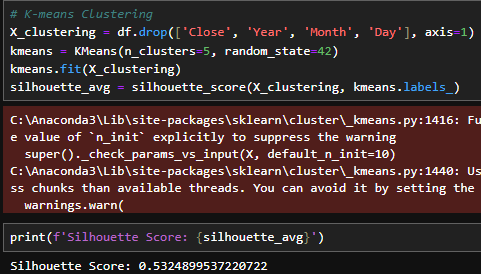 # K-means Clustering
X_clustering = df.drop(['Close', 'Year', 'Month', 'Day'], axis=1)
kmeans = KMeans(n_clusters=5, random_state=42)
kmeans.fit(X_clustering)
silhouette_avg = silhouette_score(X_clustering, kmeans.labels_)
C:\Anaconda3\Lib\site-packages\sklearn\cluster\_kmeans.py:1416: Fu
e value of `n_init` explicitly to suppress the warning
  super()._check_params_vs_input(X, default_n_init=10)
C:\Anaconda3\Lib\site-packages\sklearn\cluster\_kmeans.py:1440: Us
ss chunks than available threads. You can avoid it by setting the
  warnings.warn(
print(f'Silhouette Score: {silhouette_avg}')
Silhouette Score: 0.5324899537220722